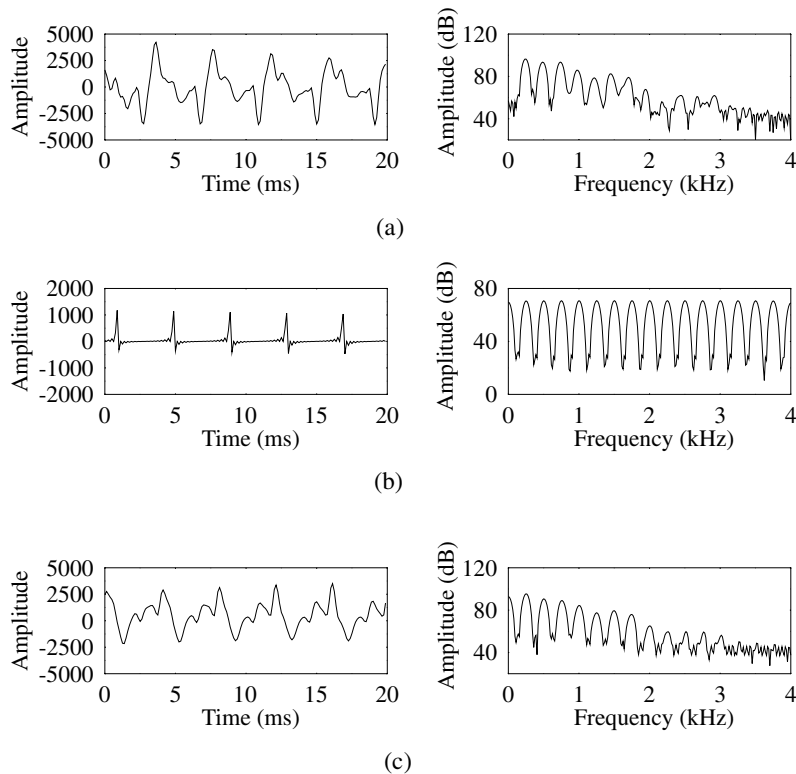 Amplitude
5000
2500
0
-2500
-5000
0 5 10 15 20
Time (ms)
Amplitude (dB)
120
80
40
0 1 2 3 4
Frequency (kHz)
(a)
Amplitude
2000
1000
0
-1000
-2000
0 5 10 15 20
Time (ms)
Amplitude (dB)
80
40
0
0 1 2 3 4
Frequency (kHz)
(b)
Amplitude
5000
2500
0
-2500
-5000
0 5 10 15 20
Time (ms)
Amplitude (dB)
120
80
40
0 1 2 3 4
Frequency (kHz)
(c)